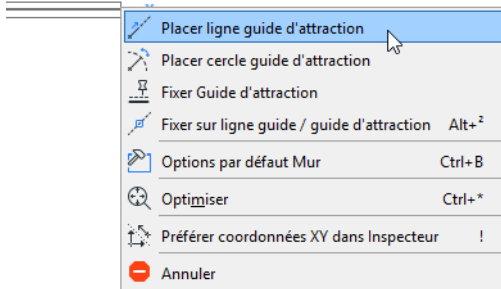 Placer ligne guide d'attraction
Placer cercle guide d'attraction
Fixer Guide d'attraction
Fixer sur ligne guide / guide d'attraction Alt+²
Options par défaut Mur Ctrl+B
Optimiser Ctrl+*
Préférer coordonnées XY dans Inspecteur !
Annuler